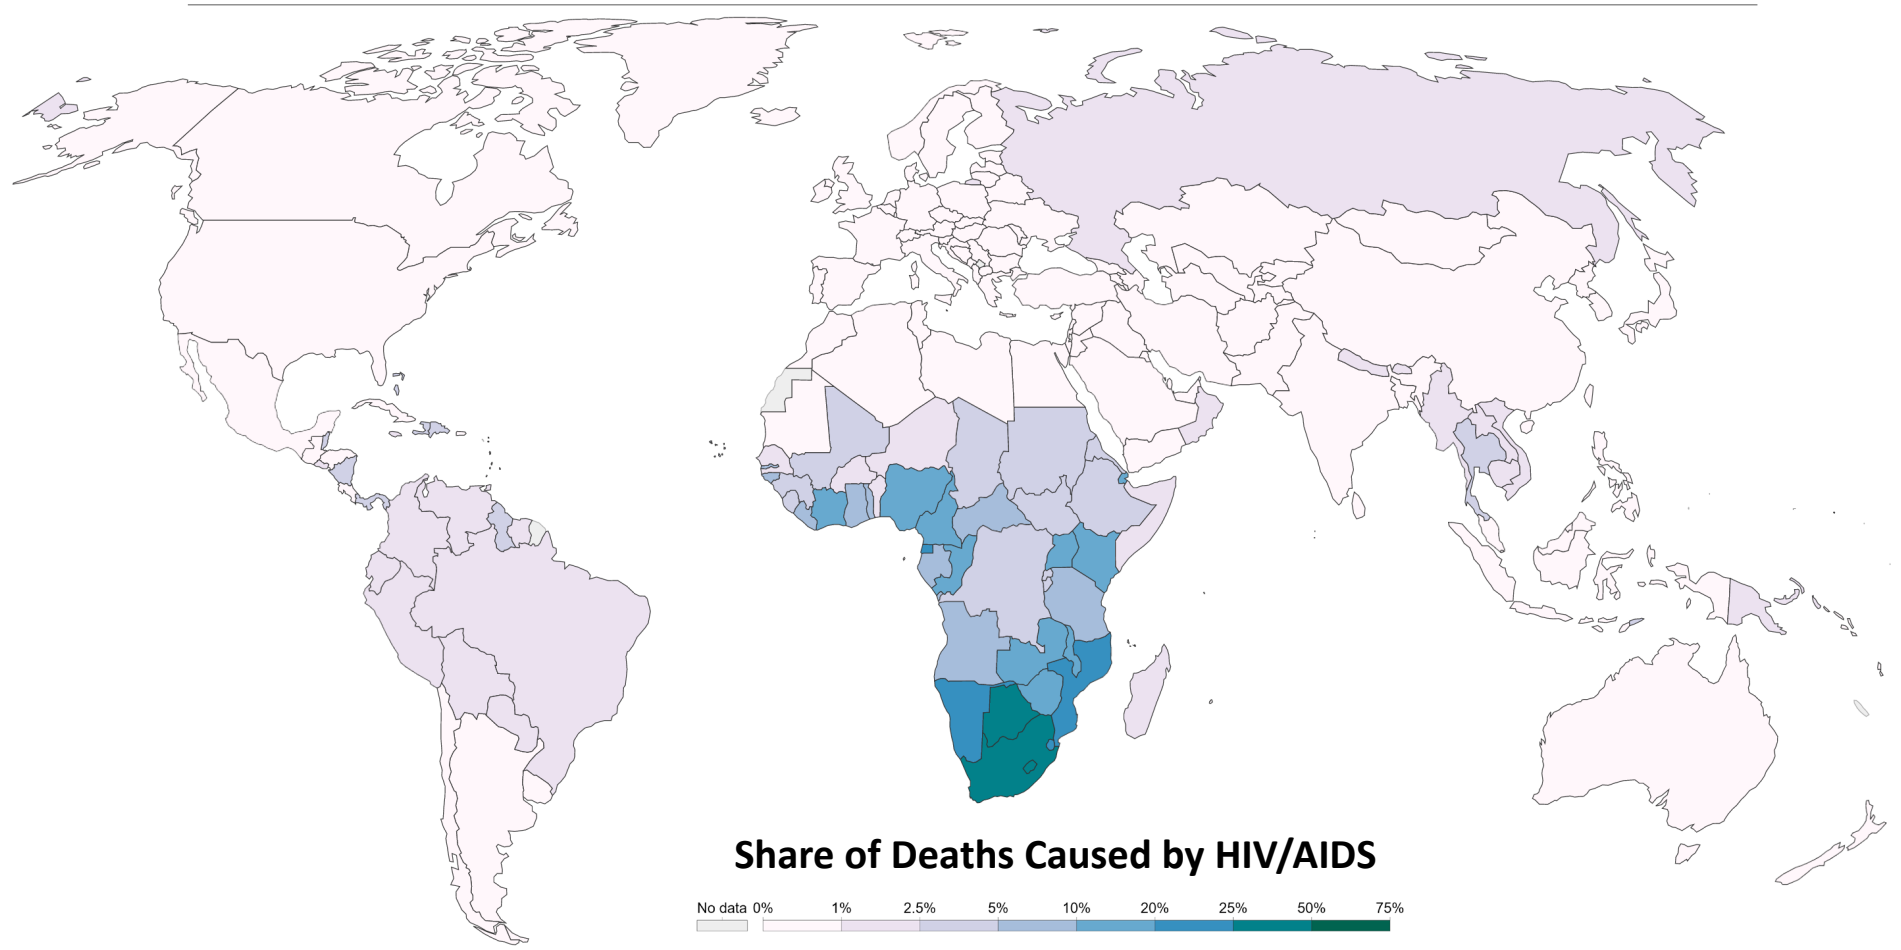 Share of Deaths Caused by HIV/AIDS
No data 0% 1% 2.5% 5% 10% 20% 25% 50% 75%